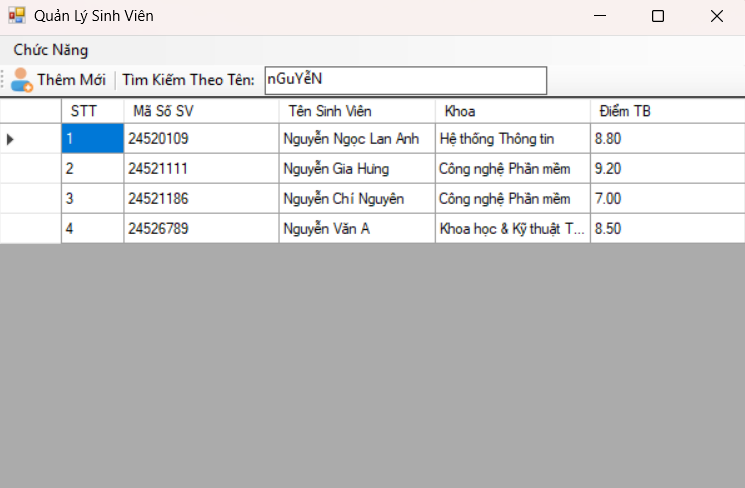 Quản Lý Sinh Viên
Chức Năng
Thêm Mới Tìm Kiếm Theo Tên: nGuYễN
STT Mã Số SV Tên Sinh Viên Khoa Điểm TB
1 24520109 Nguyễn Ngọc Lan Anh Hệ thống Thông tin 8.80
2 24521111 Nguyễn Gia Hưng Công nghệ Phần mềm 9.20
3 24521186 Nguyễn Chí Nguyên Công nghệ Phần mềm 7.00
4 24526789 Nguyễn Văn A Khoa học & Kỹ thuật T... 8.50